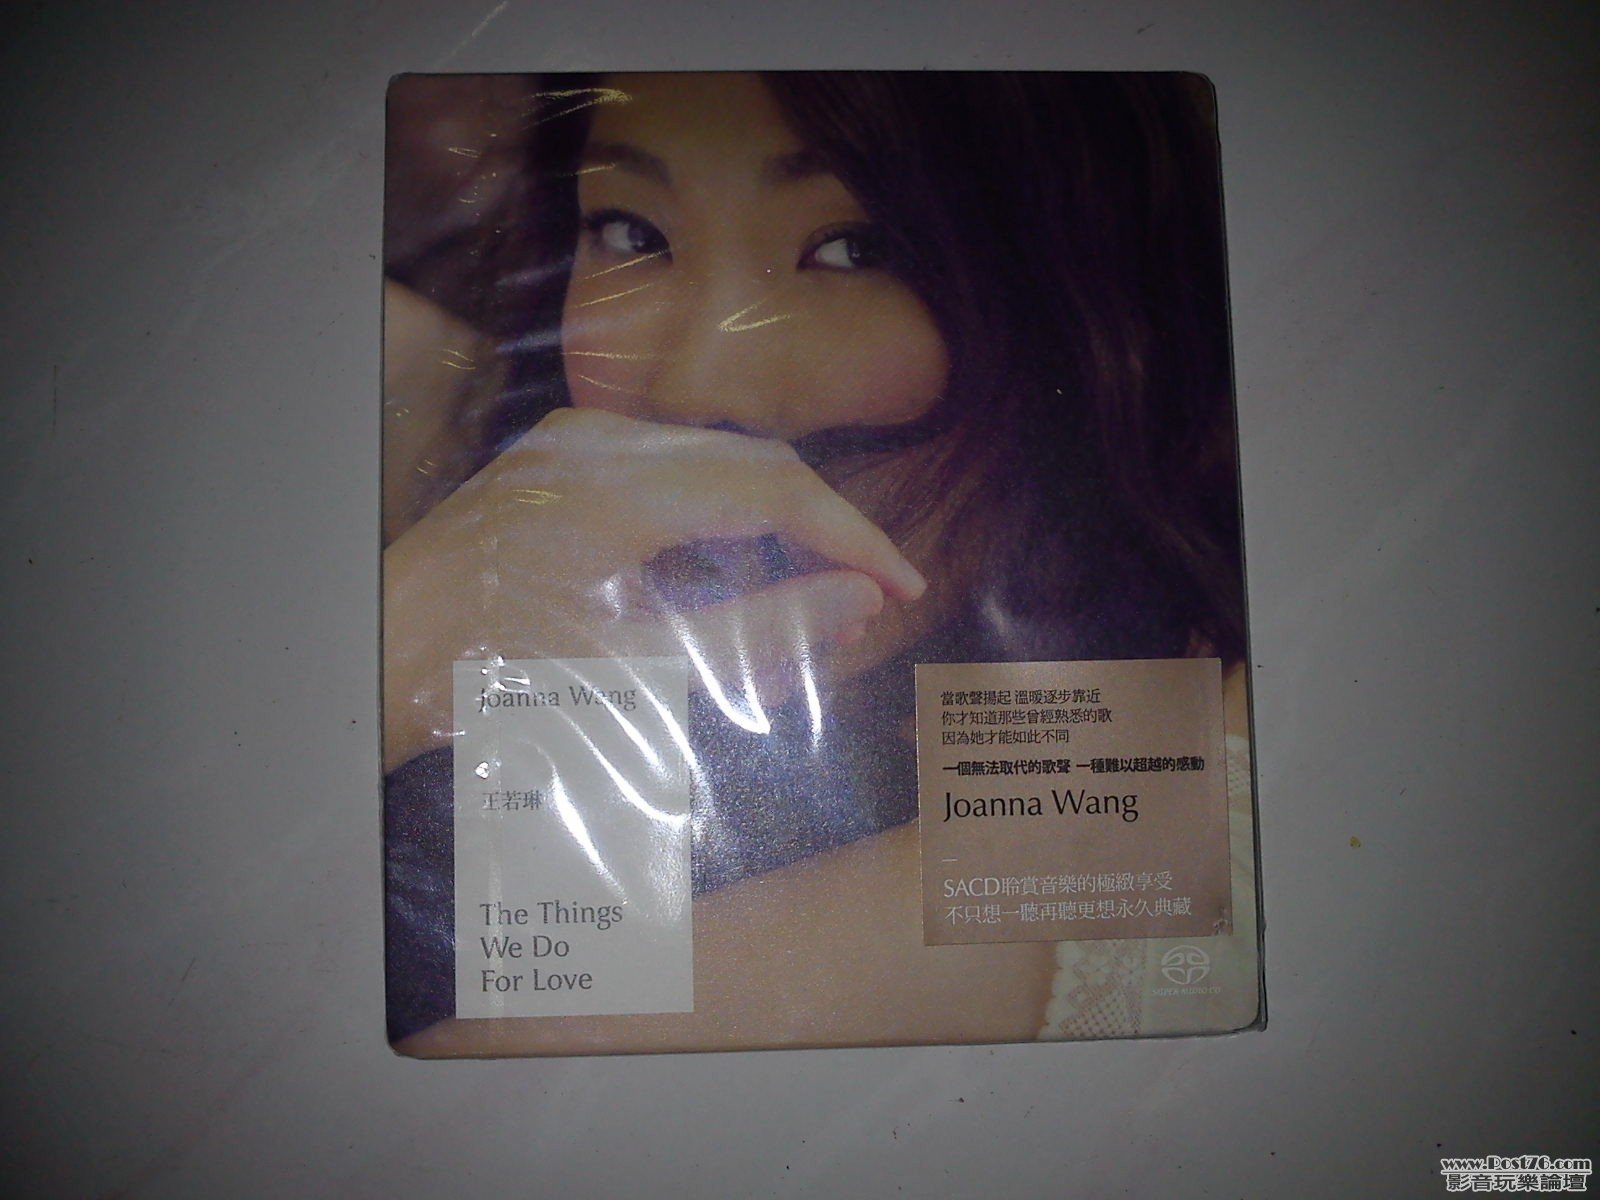 Joanna Wang
王若琳
The Things
We Do
For Love
當歌聲揚起 溫暖逐步靠近
你才知道那些曾經熟悉的歌
因為她才能如此不同
一個無法取代的歌聲 一種難以超越的感動
Joanna Wang
SACD聆賞音樂的極緻享受
不只想一聽再聽更想永久典藏
SUPER AUDIO CD
www.Post76.com
影音玩樂論壇